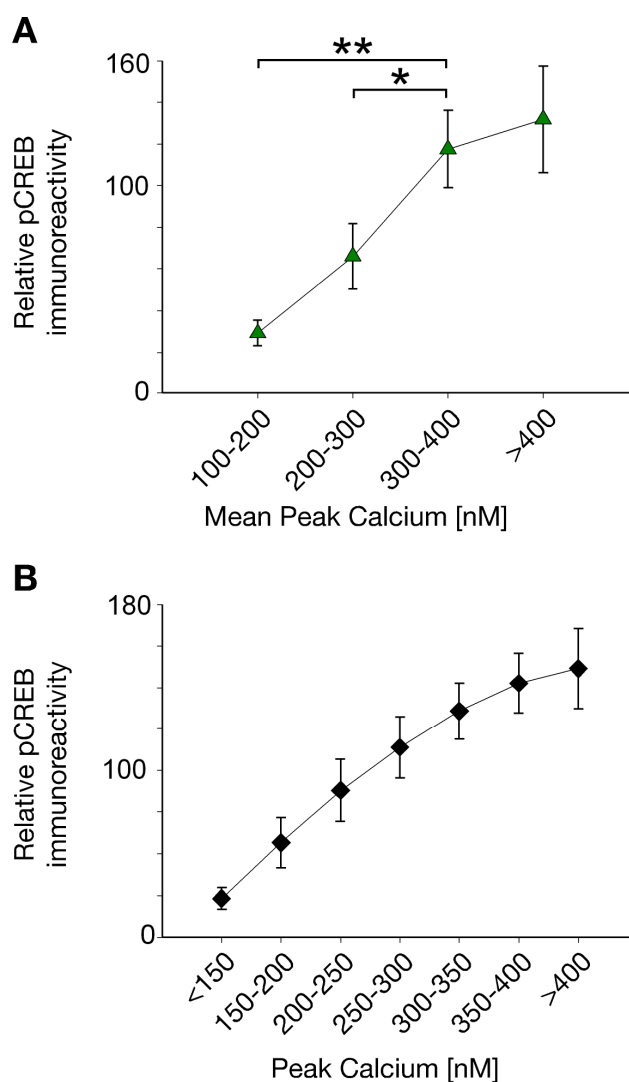 A
**
*
160
100
0
Relative pCREB
immunoreactivity
100-200
200-300
300-400
>400
Mean Peak Calcium [nM]
B
180
100
0
Relative pCREB
immunoreactivity
<150
150-200
200-250
250-300
300-350
350-400
>400
Peak Calcium [nM]